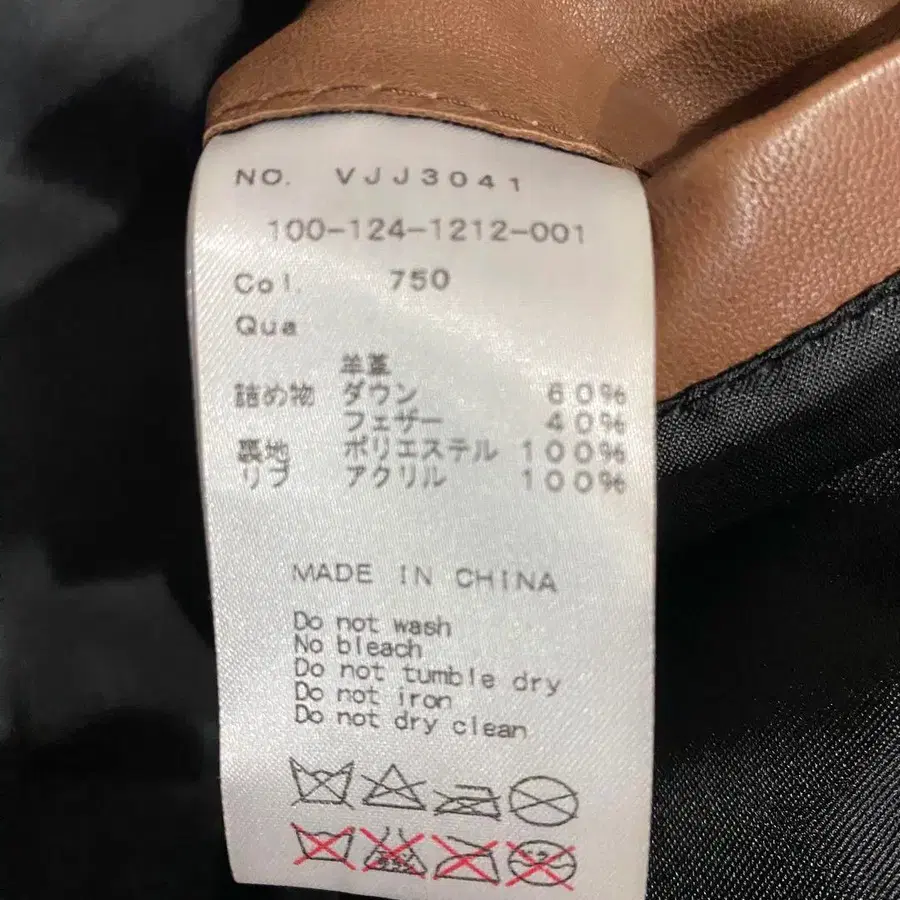 NO. VJJ3041
100-124-1212-001
Col. 750
Qua
羊革
詰め物 ダウン 60%
フェザー 40%
裏地 ポリエステル 100%
リブ アクリル 100%
MADE IN CHINA
Do not wash
No bleach
Do not tumble dry
Do not iron
Do not dry clean